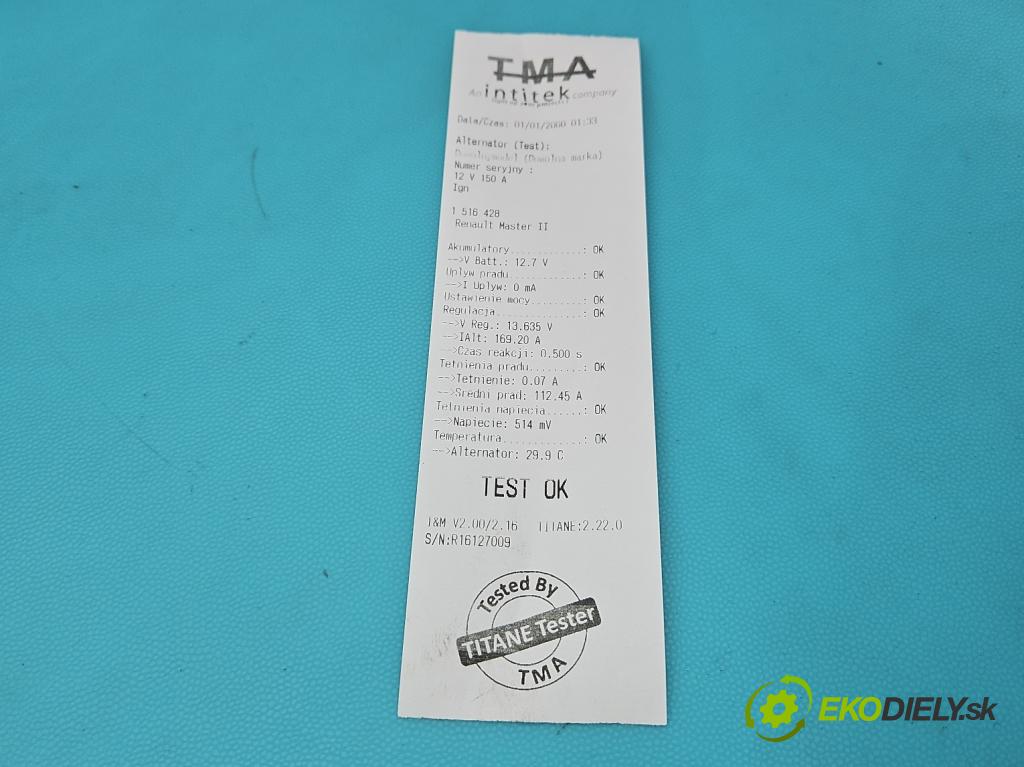 TMA
An intitek company
Data/Czas: 01/01/2000 01:33
Alternator (Test):
(Dowolna marka)
Numer seryjny :
12 V 150 A
Ign
1 516 428
Renault Master II
Akumulatory............: OK
-->V Batt.: 12.7 V
Uplyw pradu............: OK
-->I Uplyw: 0 mA
Ustawienie mocy........: OK
Regulacja..............: OK
-->V Reg.: 13.635 V
-->IAlt: 169.20 A
-->Czas reakcji: 0.500 s
Tetnienia pradu........: OK
-->Tetnienie: 0.07 A
-->Sredni prad: 112.45 A
Tetnienia napiecia.....: OK
-->Napiecie: 514 mV
Temperatura............: OK
-->Alternator: 29.9 C
TEST OK
T&M V2.00/2.16 TITANE:2.22.0
S/N:R16127009
Tested By
TITANE Tester
TMA
EKODIELY.sk